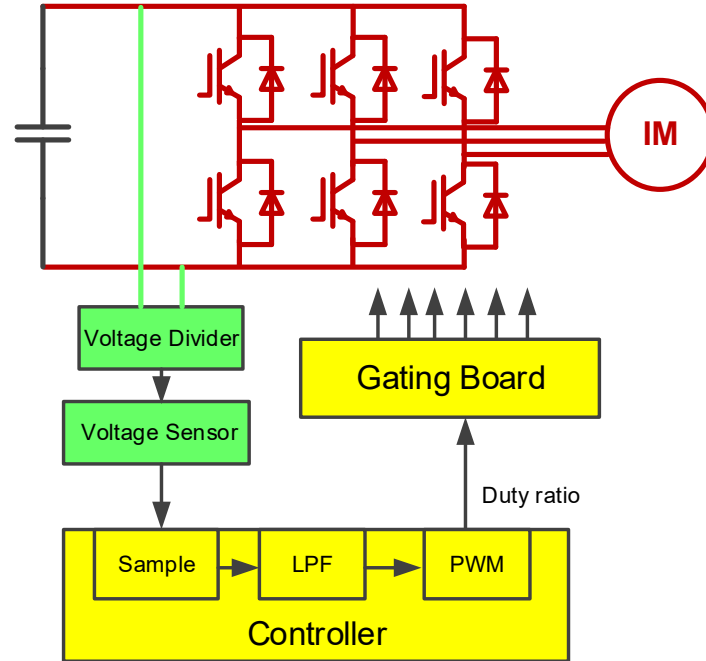 IM
Voltage Divider
Gating Board
Voltage Sensor
Duty ratio
Sample
LPF
PWM
Controller